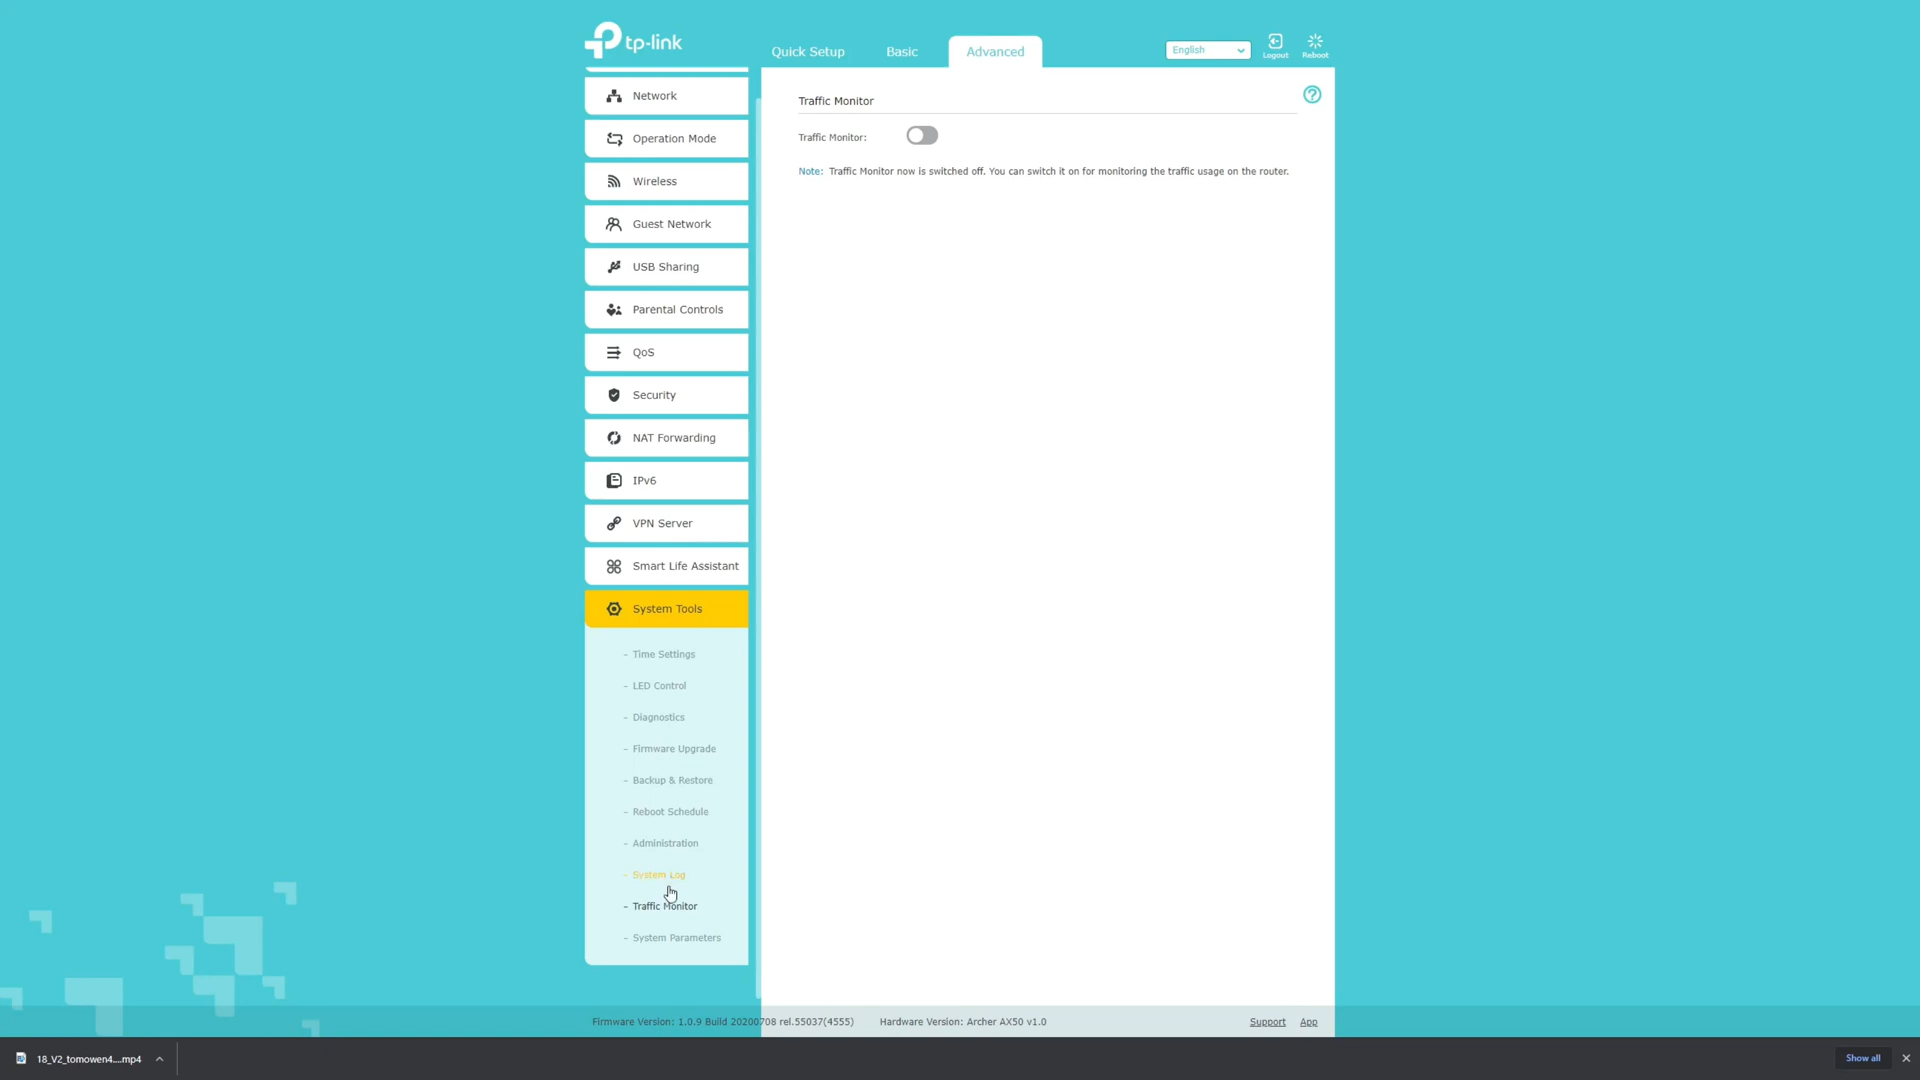 tp-link
Quick Setup
Basic
Advanced
English
Logout
Reboot
Network
Operation Mode
Wireless
Guest Network
USB Sharing
Parental Controls
QoS
Security
NAT Forwarding
IPv6
VPN Server
Smart Life Assistant
System Tools
- Time Settings
- LED Control
- Diagnostics
- Firmware Upgrade
- Backup & Restore
- Reboot Schedule
- Administration
- System Log
- Traffic Monitor
- System Parameters
Traffic Monitor
Traffic Monitor:
Note: Traffic Monitor now is switched off. You can switch it on for monitoring the traffic usage on the router.
Firmware Version: 1.0.9 Build 20200708 rel.55037(4555)
Hardware Version: Archer AX50 v1.0
Support
App
18_V2_tomowen4....mp4
Show all